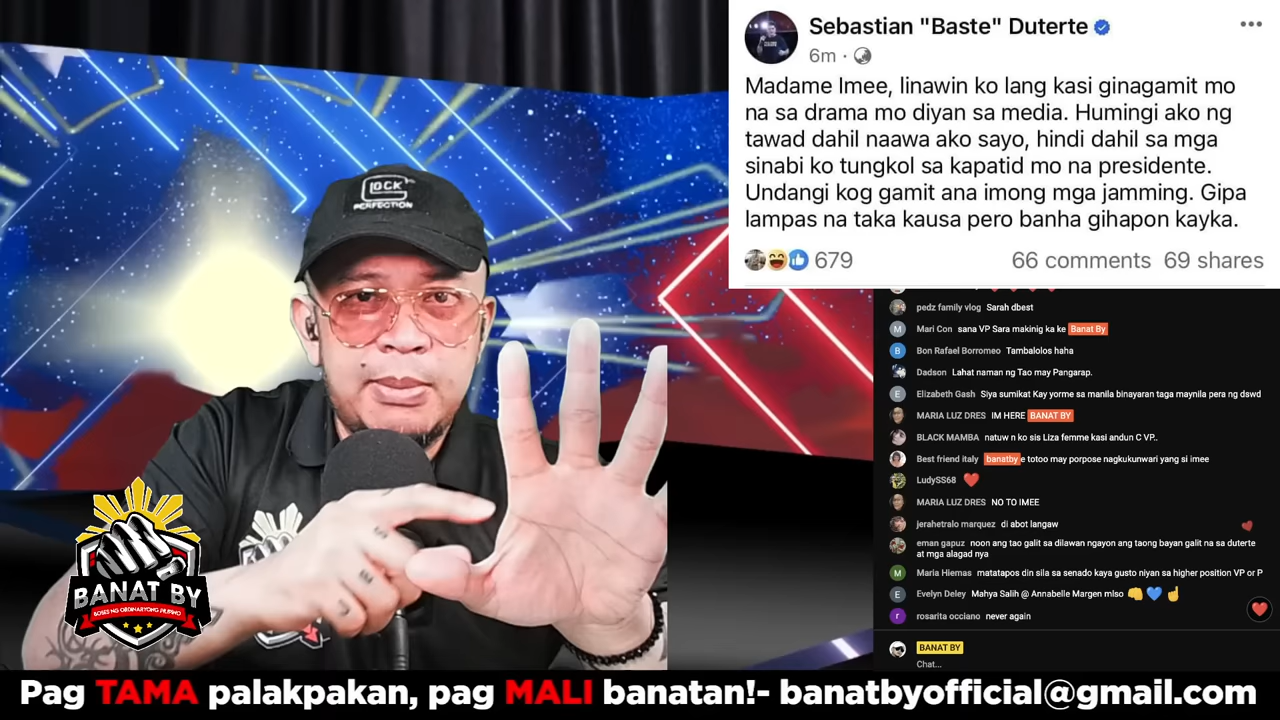 Sebastian "Baste" Duterte
6m ·
Madame Imee, linawin ko lang kasi ginagamit mo
na sa drama mo diyan sa media. Humingi ako ng
tawad dahil naawa ako sayo, hindi dahil sa mga
sinabi ko tungkol sa kapatid mo na presidente.
Undangi kog gamit ana imong mga jamming. Gipa
lampas na taka kausa pero banha gihapon kayka.
679 66 comments 69 shares
GLOCK
PERFECTION
pedz family vlog Sarah dbest
Mari Con sana VP Sara makinig ka ke Banat By
Bon Rafael Borromeo Tambalolos haha
Dadson Lahat naman ng Tao may Pangarap.
Elizabeth Gash Siya sumikat Kay yorme sa manila binayaran taga maynila pera ng dswd
MARIA LUZ DRES IM HERE BANAT BY
BLACK MAMBA natuw n ko sis Liza femme kasi andun C VP..
Best friend italy banatby e totoo may porpose nagkukunwari yang si imee
LudySS68
MARIA LUZ DRES NO TO IMEE
jerahetralo marquez di abot langaw
eman gapuz noon ang tao galit sa dilawan ngayon ang taong bayan galit na sa duterte
at mga alagad nya
Maria Hiemas matatapos din sila sa senado kaya gusto niyan sa higher position VP or P
Evelyn Deley Mahya Salih @ Annabelle Margen mlso
rosarita occiano never again
BANAT BY
Chat...
BANAT BY
BOSES NG ORDINARYONG PILIPINO
Pag TAMA palakpakan, pag MALI banatan!- banatbyofficial@gmail.com